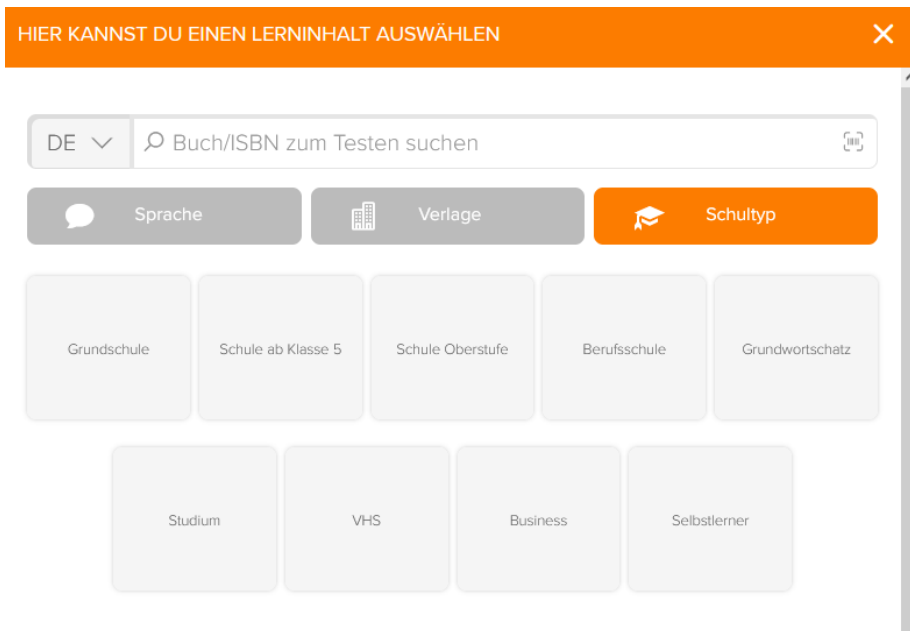 HIER KANNST DU EINEN LERNINHALT AUSWÄHLEN
DE Buch/ISBN zum Testen suchen
Sprache Verlage Schultyp
Grundschule Schule ab Klasse 5 Schule Oberstufe Berufsschule Grundwortschatz
Studium VHS Business Selbstlerner